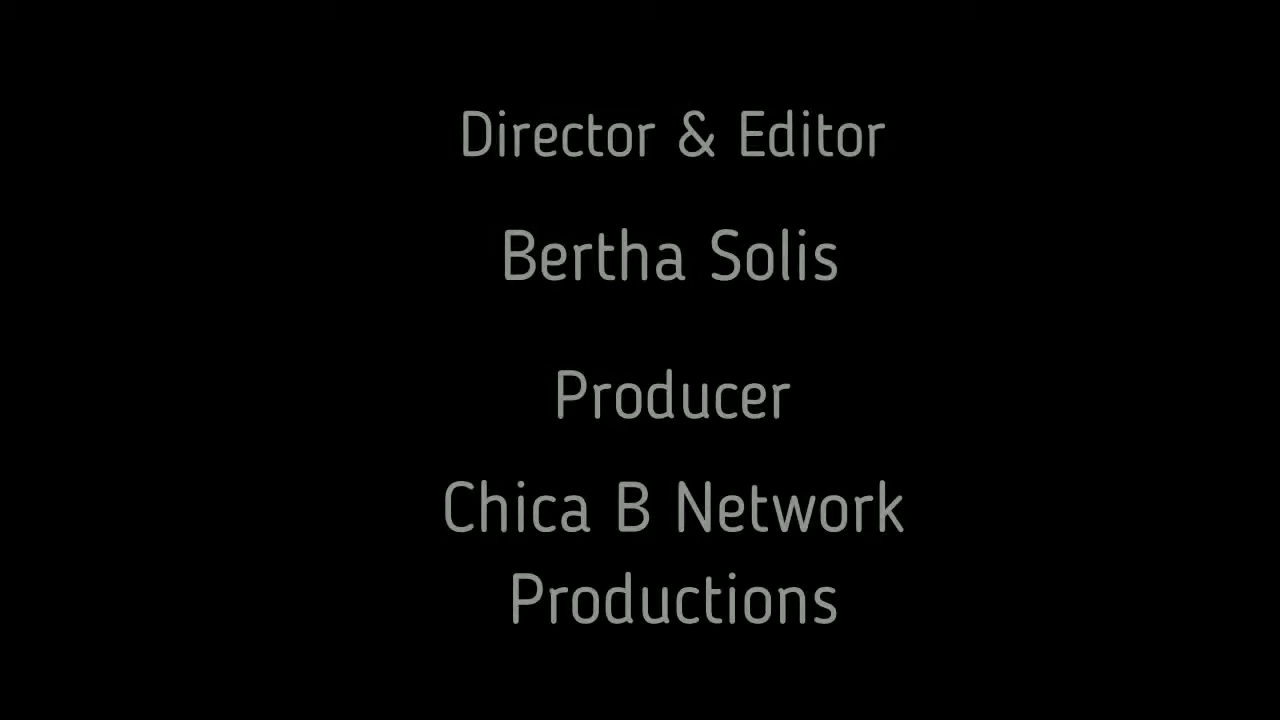 Director & Editor
Bertha Solis
Producer
Chica B Network
Productions